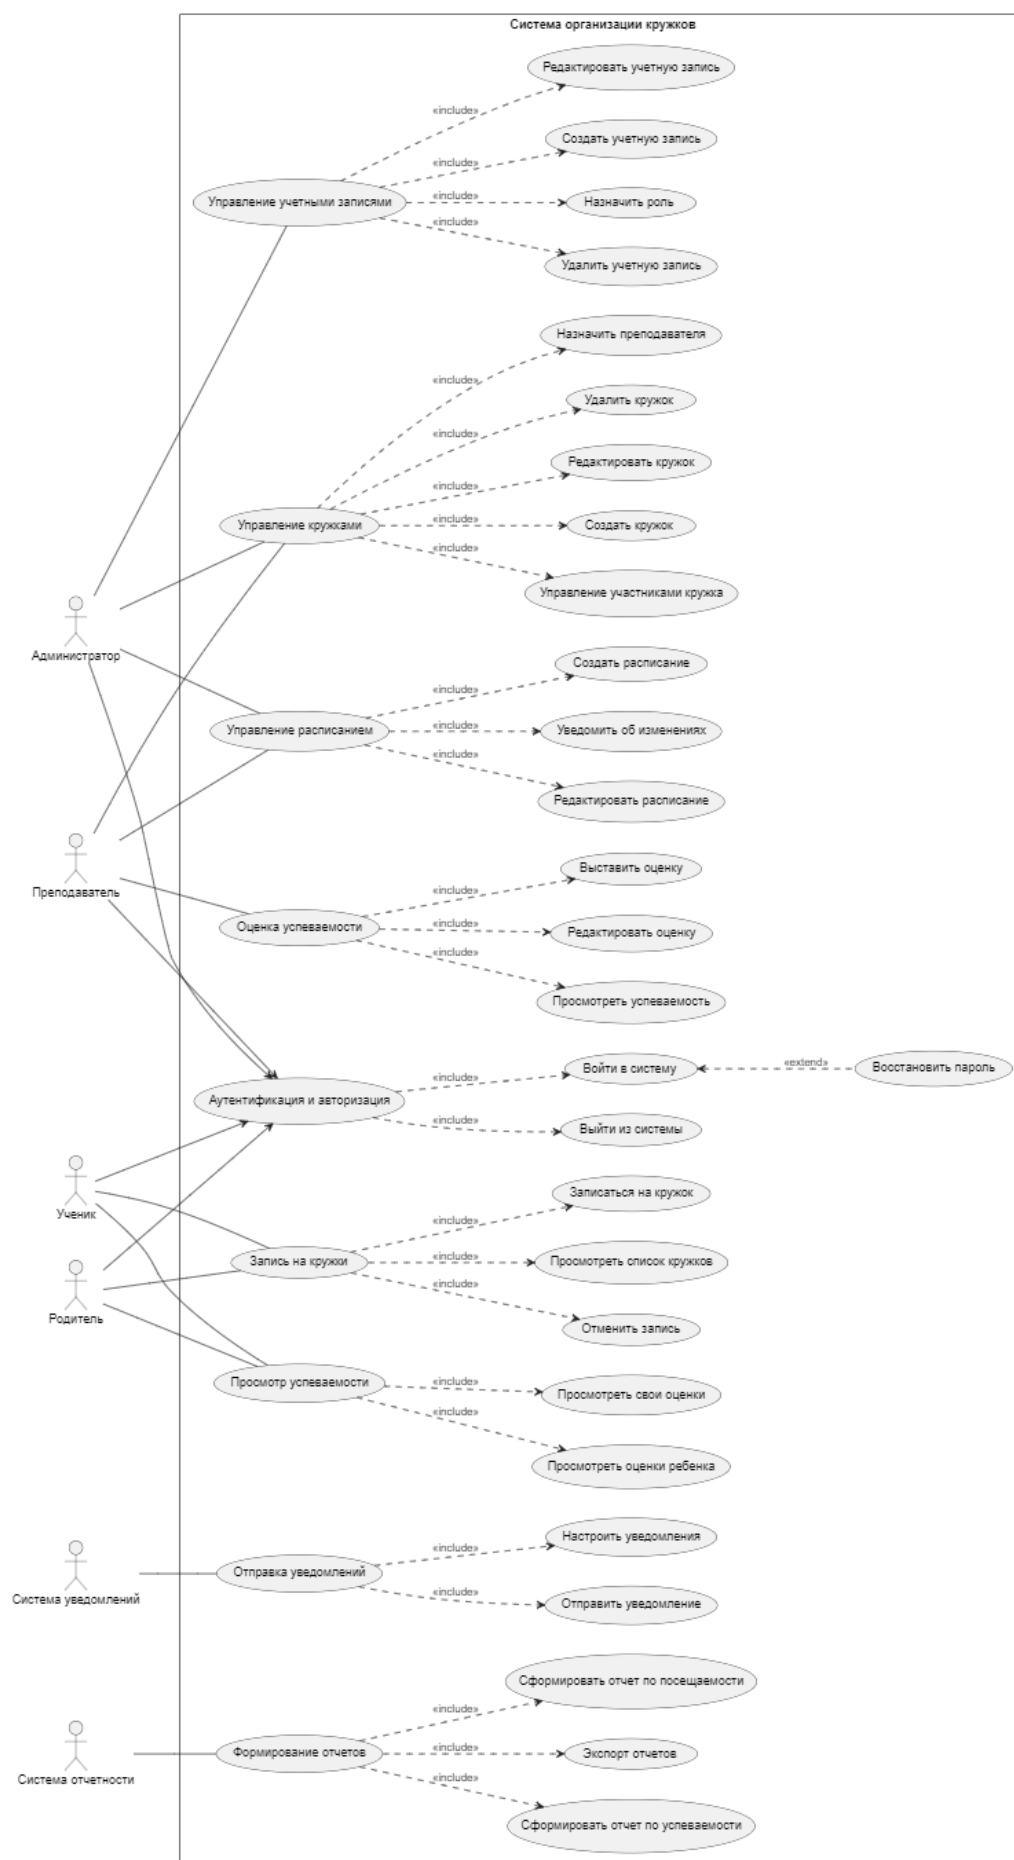 Система организации кружков
Редактировать учетную запись
«include»
Создать учетную запись
«include»
Управление учетными записями
«include»
Назначить роль
«include»
Удалить учетную запись
Назначить преподавателя
«include»
Удалить кружок
«include»
Редактировать кружок
«include»
Управление кружками
«include»
Создать кружок
«include»
Управление участниками кружка
Администратор
Создать расписание
«include»
Управление расписанием
«include»
Уведомить об изменениях
«include»
Редактировать расписание
Преподаватель
Выставить оценку
«include»
Оценка успеваемости
«include»
Редактировать оценку
«include»
Просмотреть успеваемость
Войти в систему
«extend»
Восстановить пароль
Аутентификация и авторизация
«include»
«include»
Выйти из системы
Ученик
Записаться на кружок
«include»
Запись на кружки
«include»
Просмотреть список кружков
«include»
Отменить запись
Родитель
Просмотр успеваемости
«include»
Просмотреть свои оценки
«include»
Просмотреть оценки ребенка
Настроить уведомления
«include»
Система уведомлений
Отправка уведомлений
«include»
Отправить уведомление
Сформировать отчет по посещаемости
«include»
Система отчетности
Формирование отчетов
«include»
Экспорт отчетов
«include»
Сформировать отчет по успеваемости